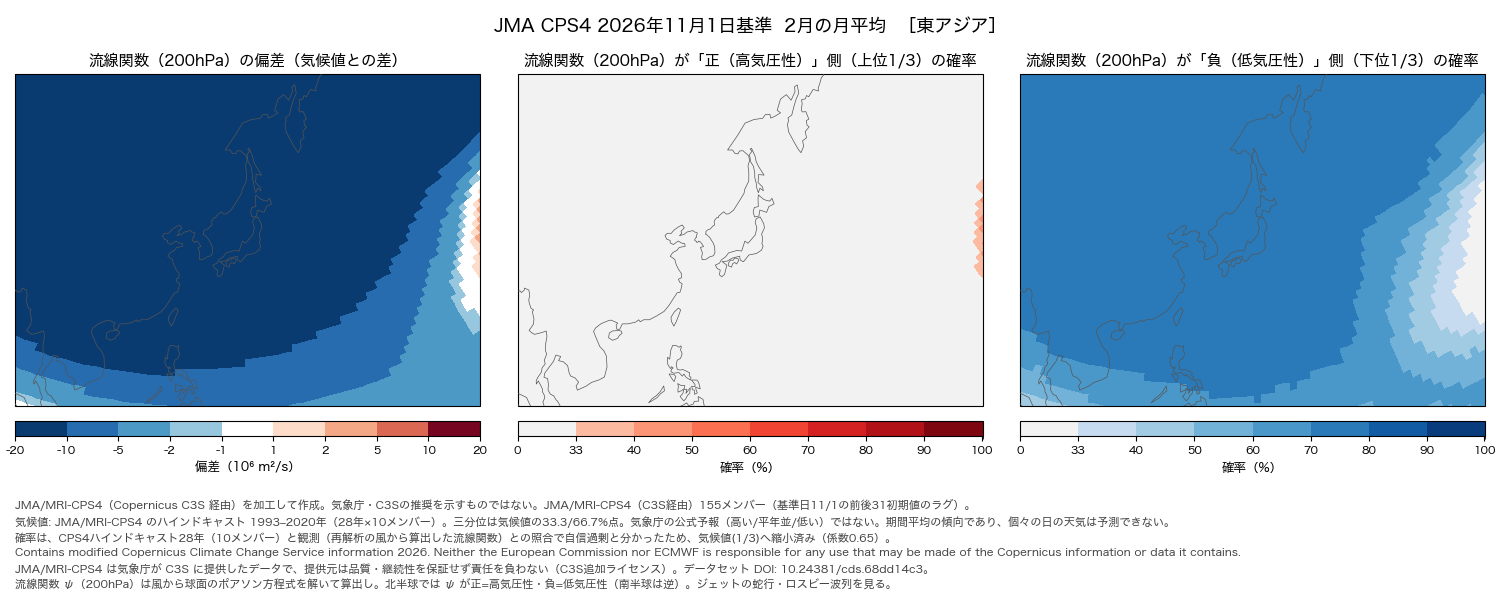 JMA CPS4 2026年11月1日基準 2月の月平均 ［東アジア］
流線関数（200hPa）の偏差（気候値との差）
流線関数（200hPa）が「正（高気圧性）」側（上位1/3）の確率
流線関数（200hPa）が「負（低気圧性）」側（下位1/3）の確率
-20 -10 -5 -2 -1 1 2 5 10 20
偏差（10⁶ m²/s）
0 33 40 50 60 70 80 90 100
確率（%）
0 33 40 50 60 70 80 90 100
確率（%）
JMA/MRI-CPS4（Copernicus C3S 経由）を加工して作成。気象庁・C3Sの推奨を示すものではない。JMA/MRI-CPS4（C3S経由）155メンバー（基準日11/1の前後31初期値のラグ）。
気候値: JMA/MRI-CPS4 のハインドキャスト 1993–2020年（28年×10メンバー）。三分位は気候値の33.3/66.7%点。気象庁の公式予報（高い/平年並/低い）ではない。期間平均の傾向であり、個々の日の天気は予測できない。
確率は、CPS4ハインドキャスト28年（10メンバー）と観測（再解析の風から算出した流線関数）との照合で自信過剰と分かったため、気候値(1/3)へ縮小済み（係数0.65）。
Contains modified Copernicus Climate Change Service information 2026. Neither the European Commission nor ECMWF is responsible for any use that may be made of the Copernicus information or data it contains.
JMA/MRI-CPS4 は気象庁が C3S に提供したデータで、提供元は品質・継続性を保証せず責任を負わない（C3S追加ライセンス）。データセット DOI: 10.24381/cds.68dd14c3。
流線関数 ψ（200hPa）は風から球面のポアソン方程式を解いて算出し。北半球では ψ が正=高気圧性・負=低気圧性（南半球は逆）。ジェットの蛇行・ロスビー波列を見る。